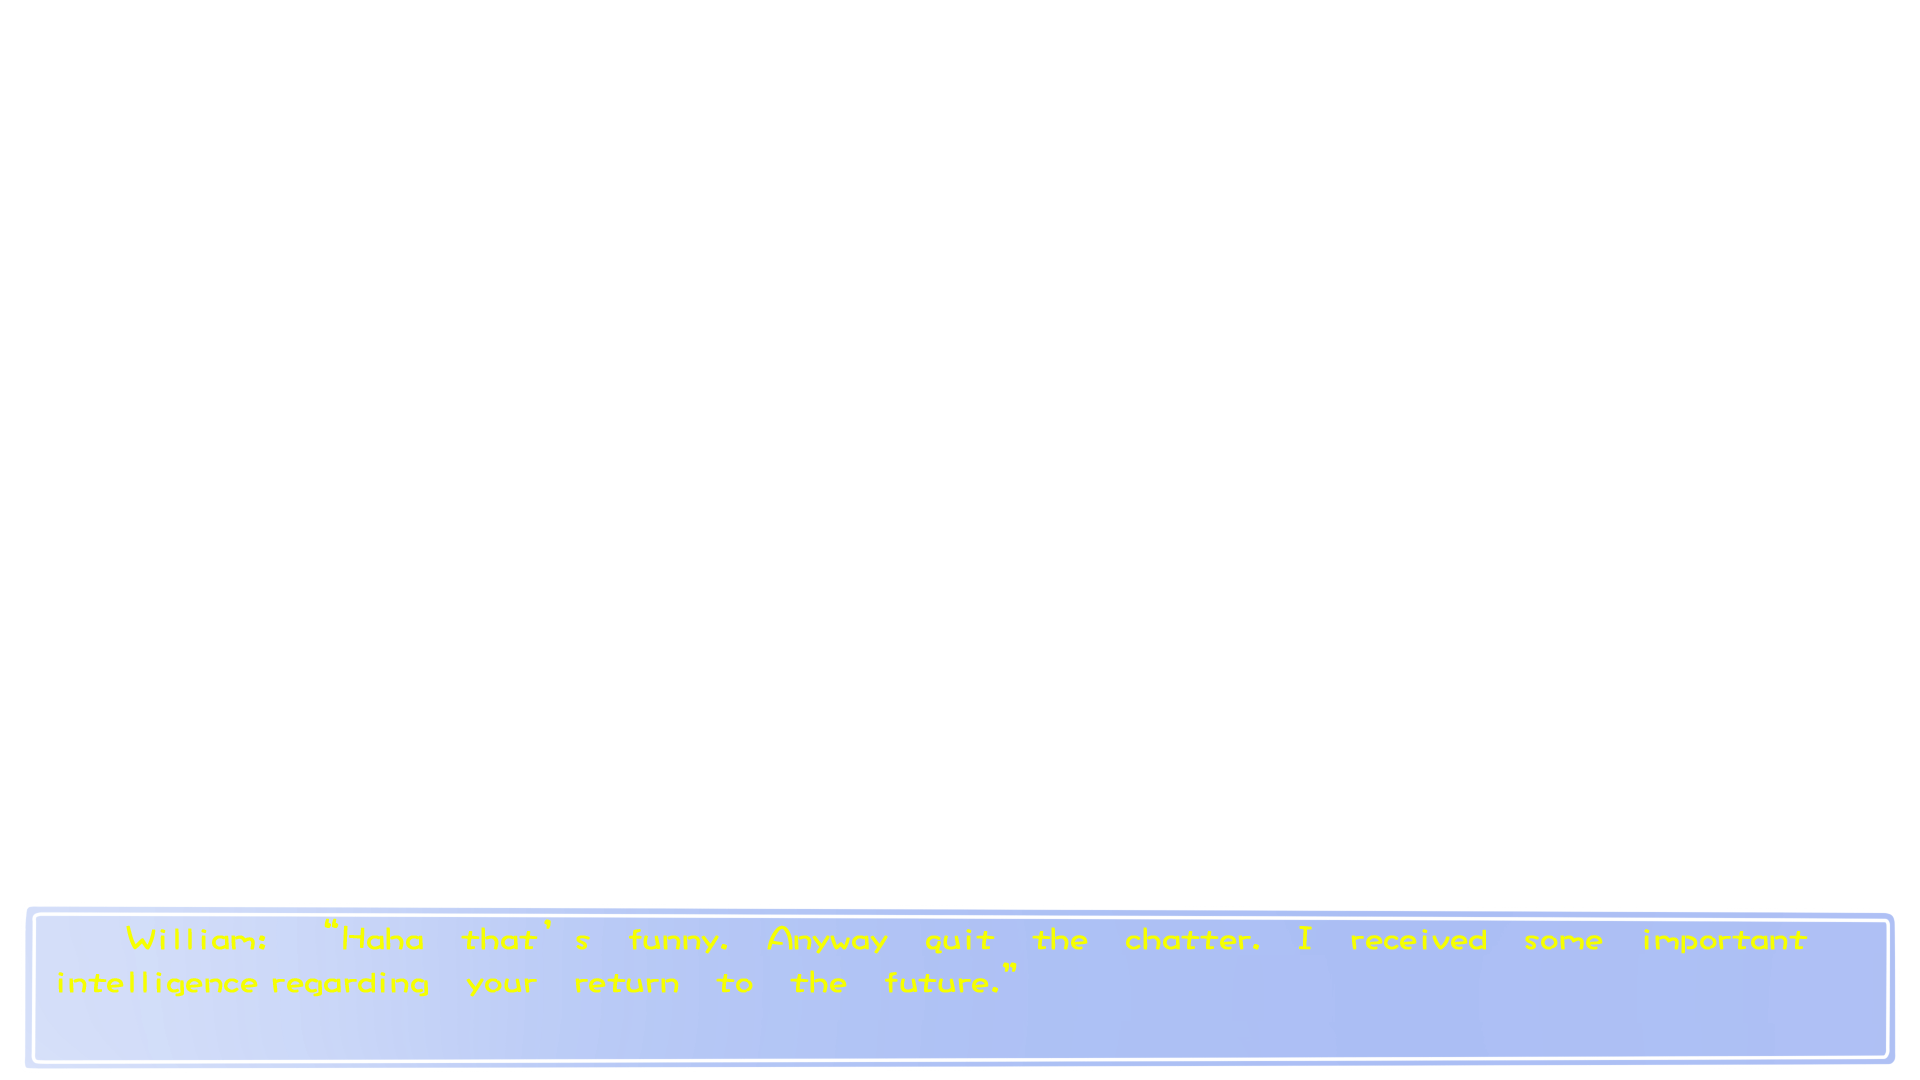 William: “Haha that's funny. Anyway quit the chatter. I received some important
intelligence regarding your return to the future.”